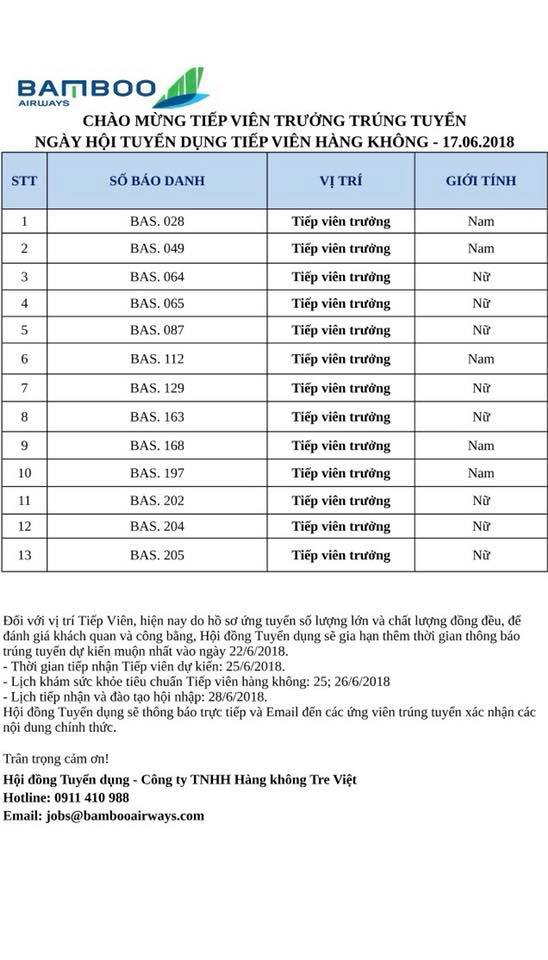 BAMBOO
AIRWAYS
CHÀO MỪNG TIẾP VIÊN TRƯỞNG TRÚNG TUYỂN
NGÀY HỘI TUYỂN DỤNG TIẾP VIÊN HÀNG KHÔNG - 17.06.2018
STT SỐ BÁO DANH VỊ TRÍ GIỚI TÍNH
1 BAS. 028 Tiếp viên trưởng Nam
2 BAS. 049 Tiếp viên trưởng Nam
3 BAS. 064 Tiếp viên trưởng Nữ
4 BAS. 065 Tiếp viên trưởng Nữ
5 BAS. 087 Tiếp viên trưởng Nữ
6 BAS. 112 Tiếp viên trưởng Nam
7 BAS. 129 Tiếp viên trưởng Nữ
8 BAS. 163 Tiếp viên trưởng Nữ
9 BAS. 168 Tiếp viên trưởng Nam
10 BAS. 197 Tiếp viên trưởng Nam
11 BAS. 202 Tiếp viên trưởng Nữ
12 BAS. 204 Tiếp viên trưởng Nữ
13 BAS. 205 Tiếp viên trưởng Nữ
Đối với vị trí Tiếp Viên, hiện nay do hồ sơ ứng tuyển số lượng lớn và chất lượng đồng đều, để
đánh giá khách quan và công bằng, Hội đồng Tuyển dụng sẽ gia hạn thêm thời gian thông báo
trúng tuyển dự kiến muộn nhất vào ngày 22/6/2018.
- Thời gian tiếp nhận Tiếp viên dự kiến: 25/6/2018.
- Lịch khám sức khỏe tiêu chuẩn Tiếp viên hàng không: 25; 26/6/2018
- Lịch tiếp nhận và đào tạo hội nhập: 28/6/2018.
Hội đồng Tuyển dụng sẽ thông báo trực tiếp và Email đến các ứng viên trúng tuyển xác nhận các
nội dung chính thức.
Trân trọng cảm ơn!
Hội đồng Tuyển dụng - Công ty TNHH Hàng không Tre Việt
Hotline: 0911 410 988
Email: jobs@bambooairways.com